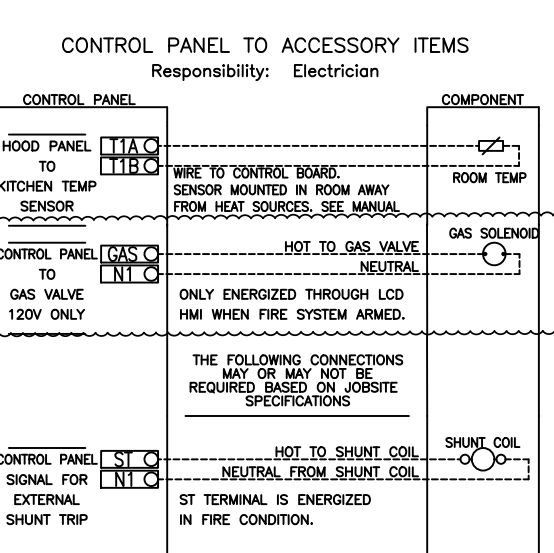 CONTROL PANEL TO ACCESSORY ITEMS
Responsibility: Electrician
CONTROL PANEL
COMPONENT
HOOD PANEL
TO
KITCHEN TEMP
SENSOR
T1A
T1B
WIRE TO CONTROL BOARD.
SENSOR MOUNTED IN ROOM AWAY
FROM HEAT SOURCES. SEE MANUAL
ROOM TEMP
CONTROL PANEL
TO
GAS VALVE
120V ONLY
GAS
N1
HOT TO GAS VALVE
NEUTRAL
GAS SOLENOID
ONLY ENERGIZED THROUGH LCD
HMI WHEN FIRE SYSTEM ARMED.
THE FOLLOWING CONNECTIONS
MAY OR MAY NOT BE
REQUIRED BASED ON JOBSITE
SPECIFICATIONS
CONTROL PANEL
SIGNAL FOR
EXTERNAL
SHUNT TRIP
ST
N1
HOT TO SHUNT COIL
NEUTRAL FROM SHUNT COIL
SHUNT COIL
ST TERMINAL IS ENERGIZED
IN FIRE CONDITION.